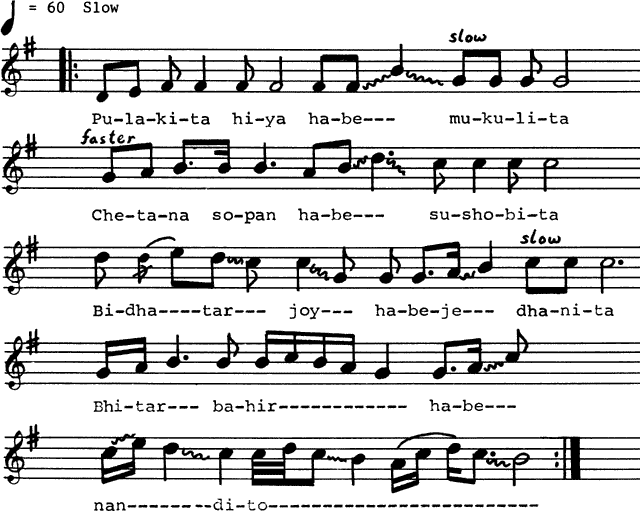 = 60 Slow
slow
Pu-la-ki-ta hi-ya ha-be--- mu-ku-li-ta
faster
Che-ta-na so-pan ha-be--- su-sho-bi-ta
slow
Bi-dha----tar--- joy--- ha-be-je--- dha-ni-ta
Bhi-tar--- ba-hir------------ ha-be---
nan--------di-to-------------------------